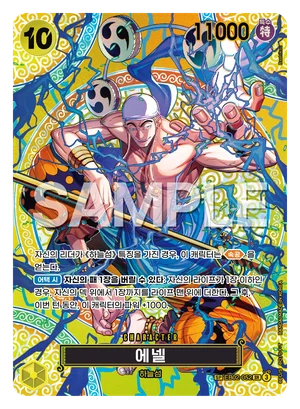 10
11000
特
SAMPLE
자신의 리더가 《하늘섬》 특징을 가진 경우, 이 캐릭터는 속공 을
얻는다.
어택 시 자신의 패 1장을 버릴 수 있다: 자신의 라이프가 1장 이하인
경우, 자신의 덱 위에서 1장까지를 라이프 맨 위에 더한다. 그 후,
이번 턴 동안, 이 캐릭터의 파워 +1000.
CHARACTER
에넬
하늘섬